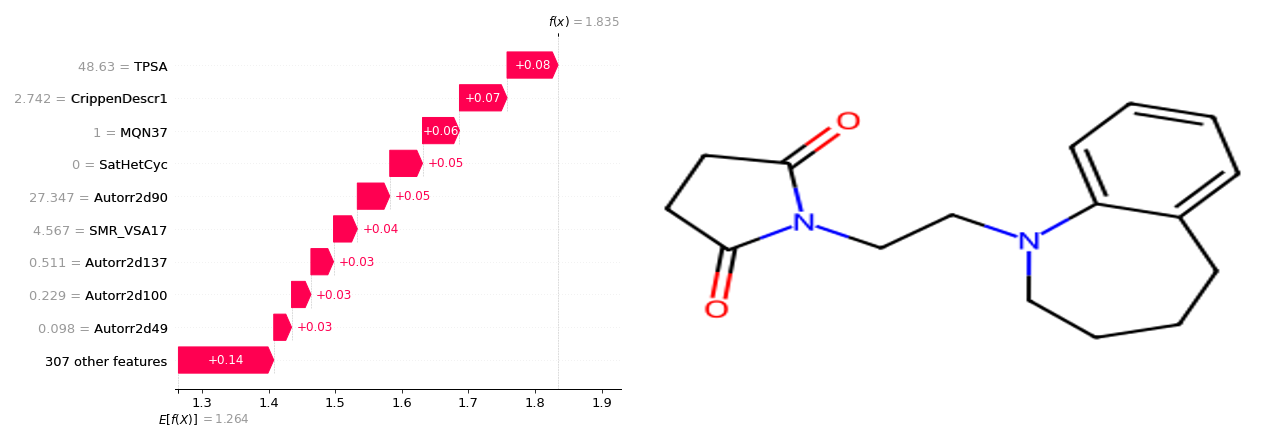 f(x) = 1.835
48.63 = TPSA
+0.08
2.742 = CrippenDescr1
+0.07
1 = MQN37
+0.06
0 = SatHetCyc
+0.05
27.347 = Autorr2d90
+0.05
4.567 = SMR_VSA17
+0.04
0.511 = Autorr2d137
+0.03
0.229 = Autorr2d100
+0.03
0.098 = Autorr2d49
+0.03
307 other features
+0.14
1.3 1.4 1.5 1.6 1.7 1.8 1.9
E[f(X)] = 1.264
O
N
N
O